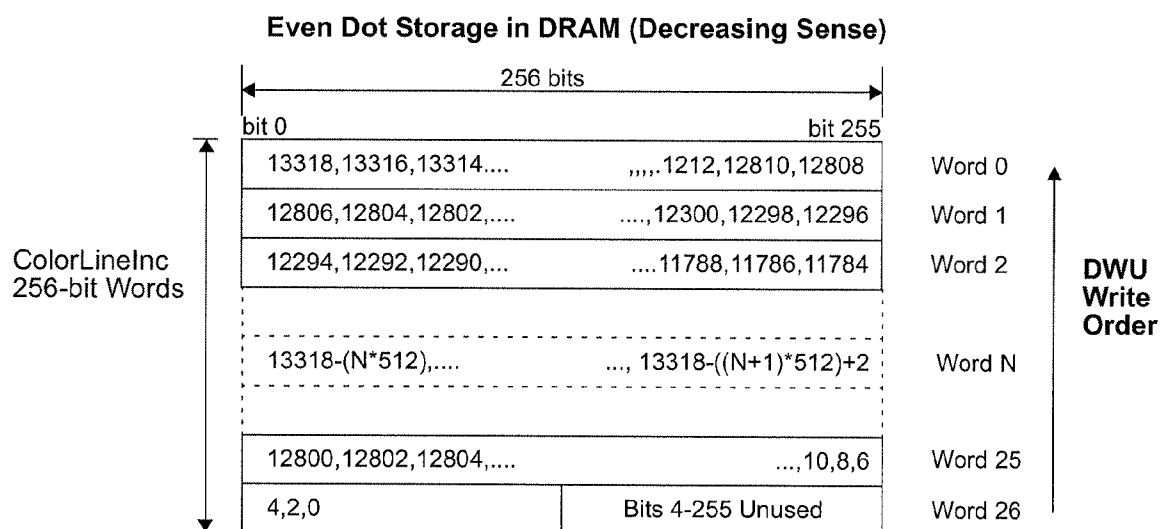 Even Dot Storage in DRAM (Decreasing Sense)
256 bits
bit 0 bit 255
13318,13316,13314.... ,,,,.1212,12810,12808 Word 0
12806,12804,12802,.... ....,12300,12298,12296 Word 1
12294,12292,12290,... ....11788,11786,11784 Word 2
ColorLineInc
256-bit Words
DWU
Write
Order
13318-(N*512),.... ..., 13318-((N+1)*512)+2 Word N
12800,12802,12804,.... ...,10,8,6 Word 25
4,2,0 Bits 4-255 Unused Word 26